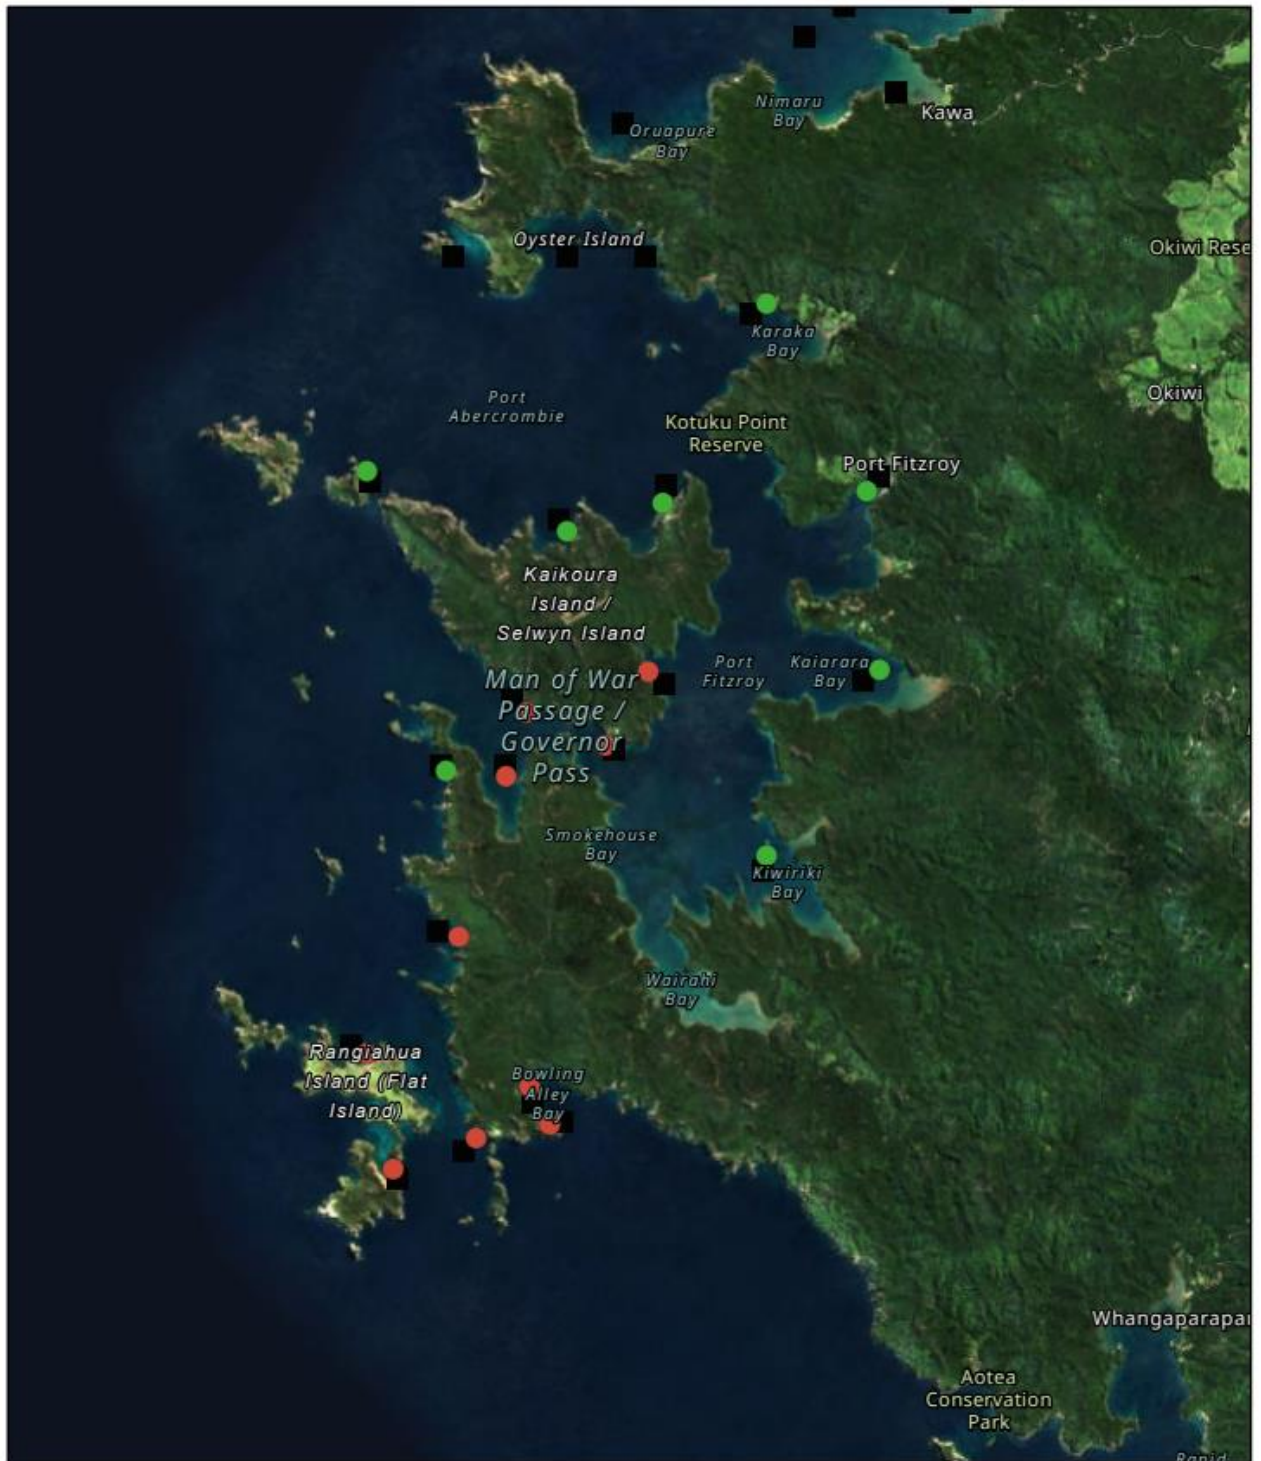 Nimaru
Bay
Kawa
Oruapure
Bay
Oyster Island
Okiwi Rese
Karaka
Bay
Port
Abercrombie
Okiwi
Kotuku Point
Reserve
Port Fitzroy
Kaikoura
Island /
Selwyn Island
Man of War
Passage /
Governor
Pass
Port
Fitzroy
Kaiarara
Bay
Smokehouse
Bay
Kiwiriki
Bay
Wairahi
Bay
Rangiahua
Island (Flat
Island)
Bowling
Alley
Bay
Whangaparapar
Aotea
Conservation
Park